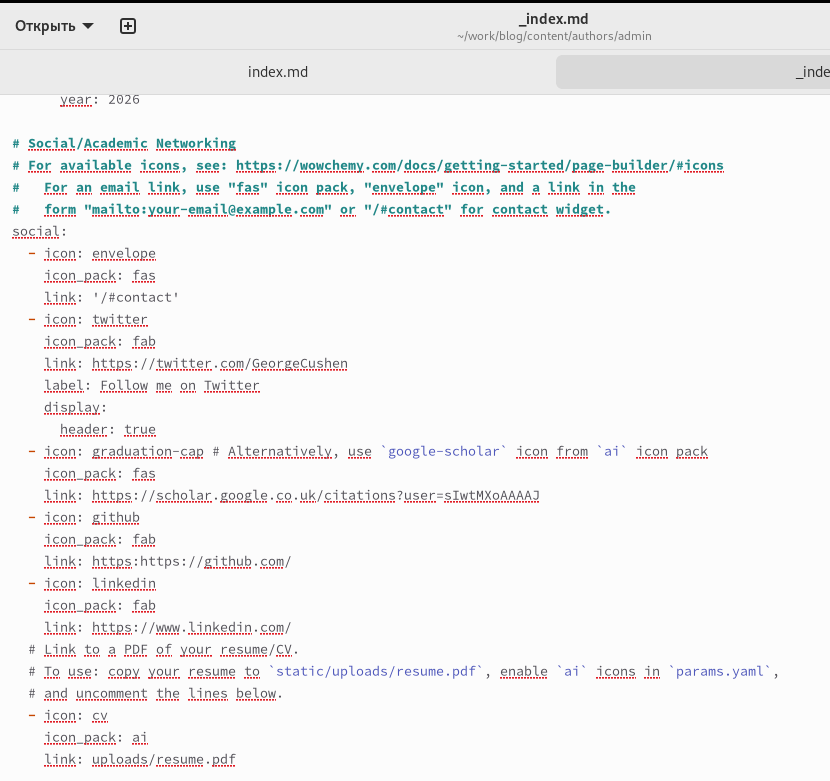 Открыть
_index.md
~/work/blog/content/authors/admin
index.md
_inde
year: 2026
# Social/Academic Networking
# For available icons, see: https://wowchemy.com/docs/getting-started/page-builder/#icons
#   For an email link, use "fas" icon pack, "envelope" icon, and a link in the
#   form "mailto:your-email@example.com" or "/#contact" for contact widget.
social:
  - icon: envelope
    icon_pack: fas
    link: '/#contact'
  - icon: twitter
    icon_pack: fab
    link: https://twitter.com/GeorgeCushen
    label: Follow me on Twitter
    display:
      header: true
  - icon: graduation-cap # Alternatively, use `google-scholar` icon from `ai` icon pack
    icon_pack: fas
    link: https://scholar.google.co.uk/citations?user=sIwtMXoAAAAJ
  - icon: github
    icon_pack: fab
    link: https:https://github.com/
  - icon: linkedin
    icon_pack: fab
    link: https://www.linkedin.com/
  # Link to a PDF of your resume/CV.
  # To use: copy your resume to `static/uploads/resume.pdf`, enable `ai` icons in `params.yaml`,
  # and uncomment the lines below.
  - icon: cv
    icon_pack: ai
    link: uploads/resume.pdf